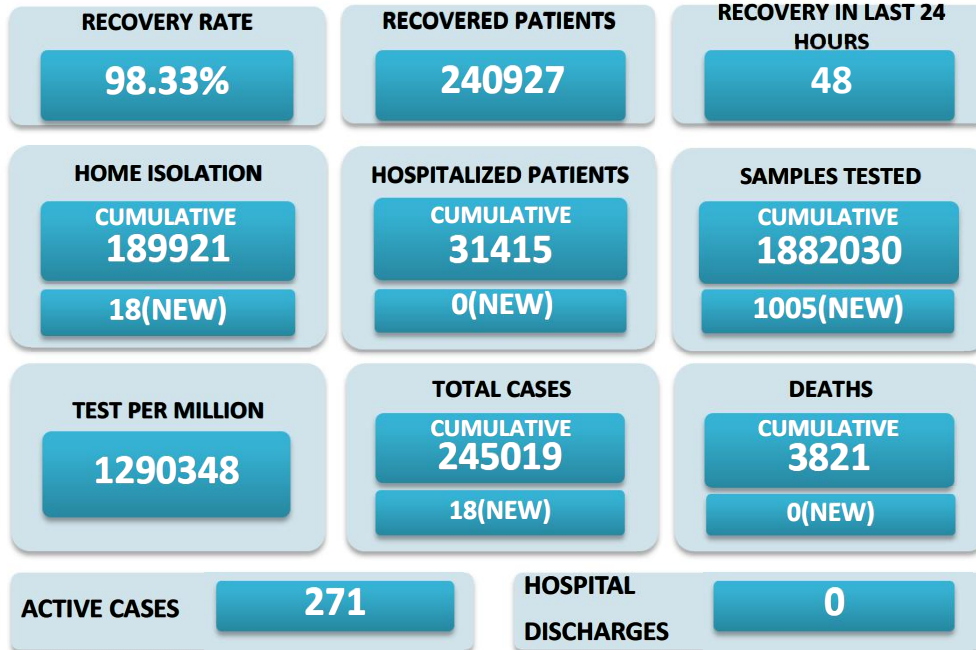 RECOVERY RATE
98.33%
RECOVERED PATIENTS
240927
RECOVERY IN LAST 24
HOURS
48
HOME ISOLATION
CUMULATIVE
189921
18(NEW)
HOSPITALIZED PATIENTS
CUMULATIVE
31415
0(NEW)
SAMPLES TESTED
CUMULATIVE
1882030
1005(NEW)
TEST PER MILLION
1290348
TOTAL CASES
CUMULATIVE
245019
18(NEW)
DEATHS
CUMULATIVE
3821
0(NEW)
ACTIVE CASES
271
HOSPITAL
DISCHARGES
0